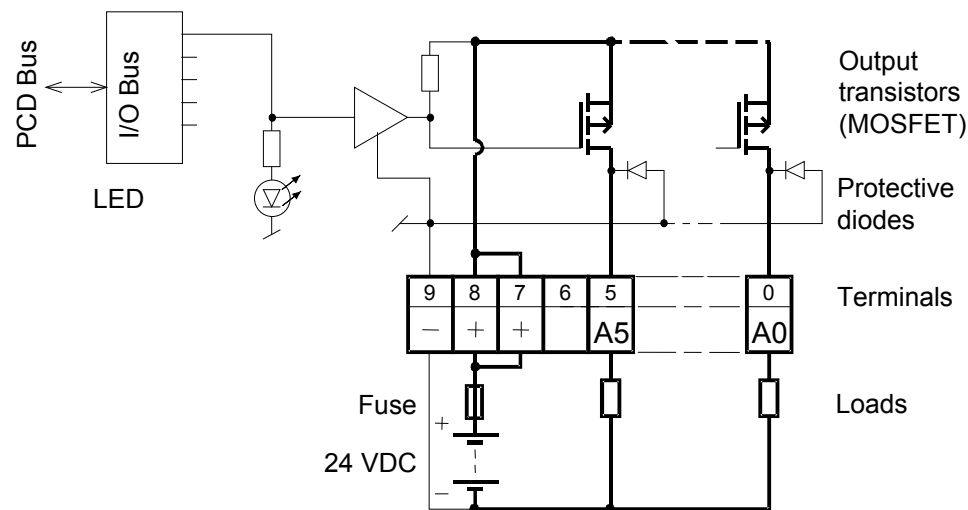 PCD Bus
I/O Bus
LED
Output
transistors
(MOSFET)
Protective
diodes
9 8 7 6 5 0
– + + A5 A0
Terminals
Fuse
Loads
+
24 VDC
–